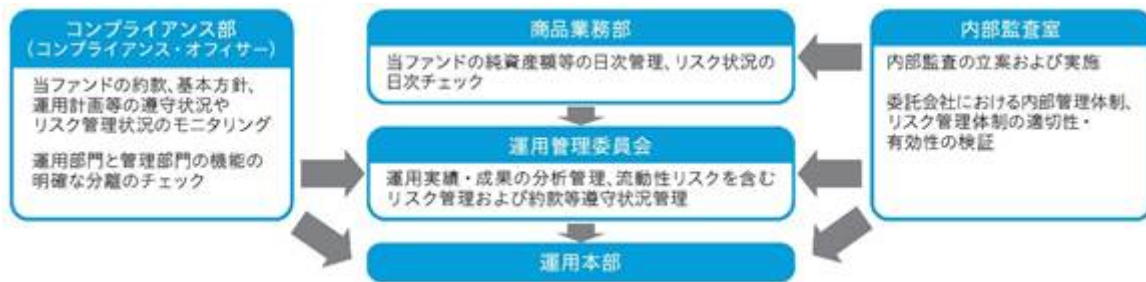 コンプライアンス部
（コンプライアンス・オフィサー）
当ファンドの約款、基本方針、
運用計画等の遵守状況や
リスク管理状況のモニタリング
運用部門と管理部門の機能の
明確な分離のチェック
商品業務部
当ファンドの純資産額等の日次管理、リスク状況の
日次チェック
運用管理委員会
運用実績・成果の分析管理、流動性リスクを含む
リスク管理および約款等遵守状況管理
運用本部
内部監査室
内部監査の立案および実施
委託会社における内部管理体制、
リスク管理体制の適切性・
有効性の検証